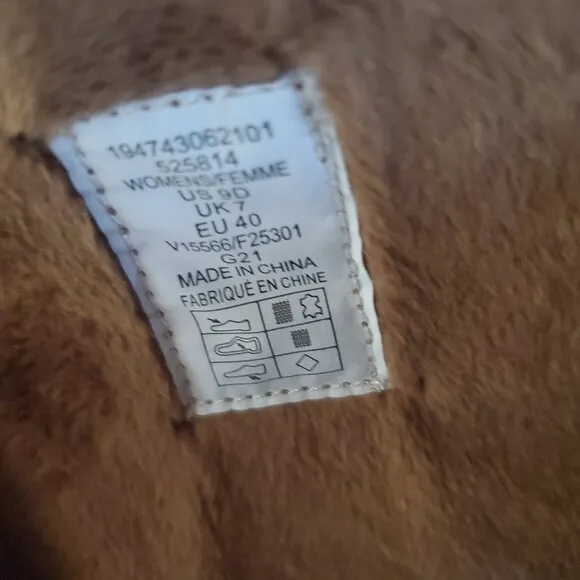 194743062101
525814
WOMENS/FEMME
US 9D
UK 7
EU 40
V15566/F25301
G21
MADE IN CHINA
FABRIQUÉ EN CHINE